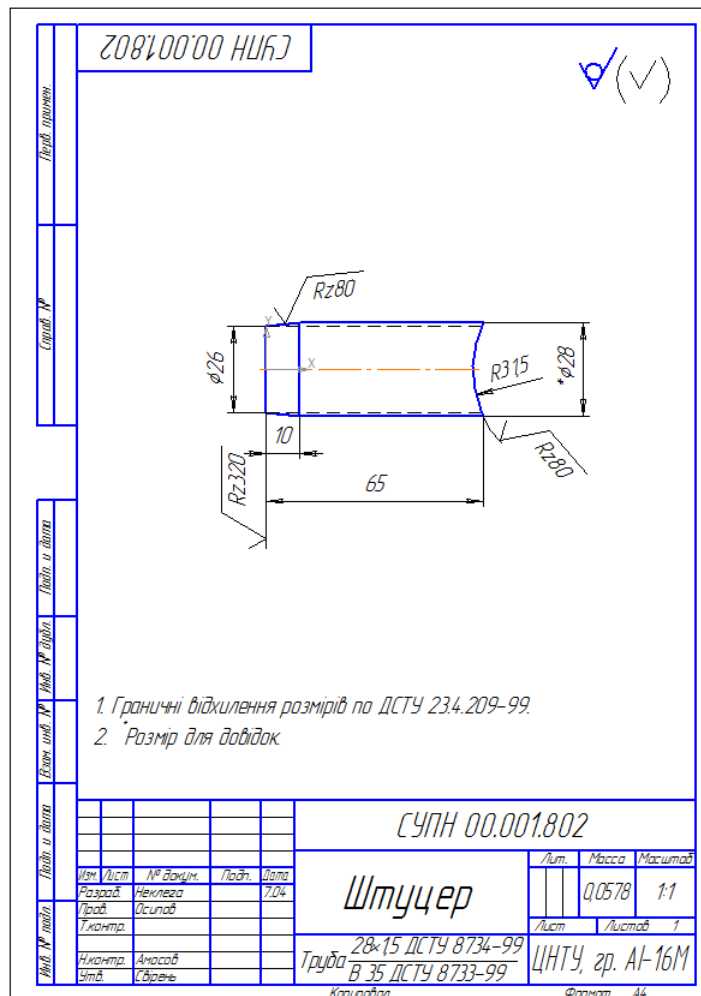 СУПН 00.001.802
Перв. примен.
Справ. №
Подп. и дата
Инв. № дубл.
Взам. инв. №
Подп. и дата
Инв. № подл.
Rz80
Y
X
φ26
R31,5
*φ28
10
Rz80
Rz320
65
1. Граничні відхилення розмірів по ДСТУ 23.4.209-99.
2. *Розмір для довідок.
СУПН 00.001.802
Изм. Лист № докум. Подп. Дата
Разраб. Неклеза 7.04
Пров. Осипов
Т.контр.
Н.контр. Амосов
Утв. Свірень
Штуцер
Лит. Масса Масштаб
0,0578 1:1
Лист Листов 1
Труба 28×1,5 ДСТУ 8734-99
В 35 ДСТУ 8733-99
ЦНТУ, гр. АІ-16М
Копировал Формат А4